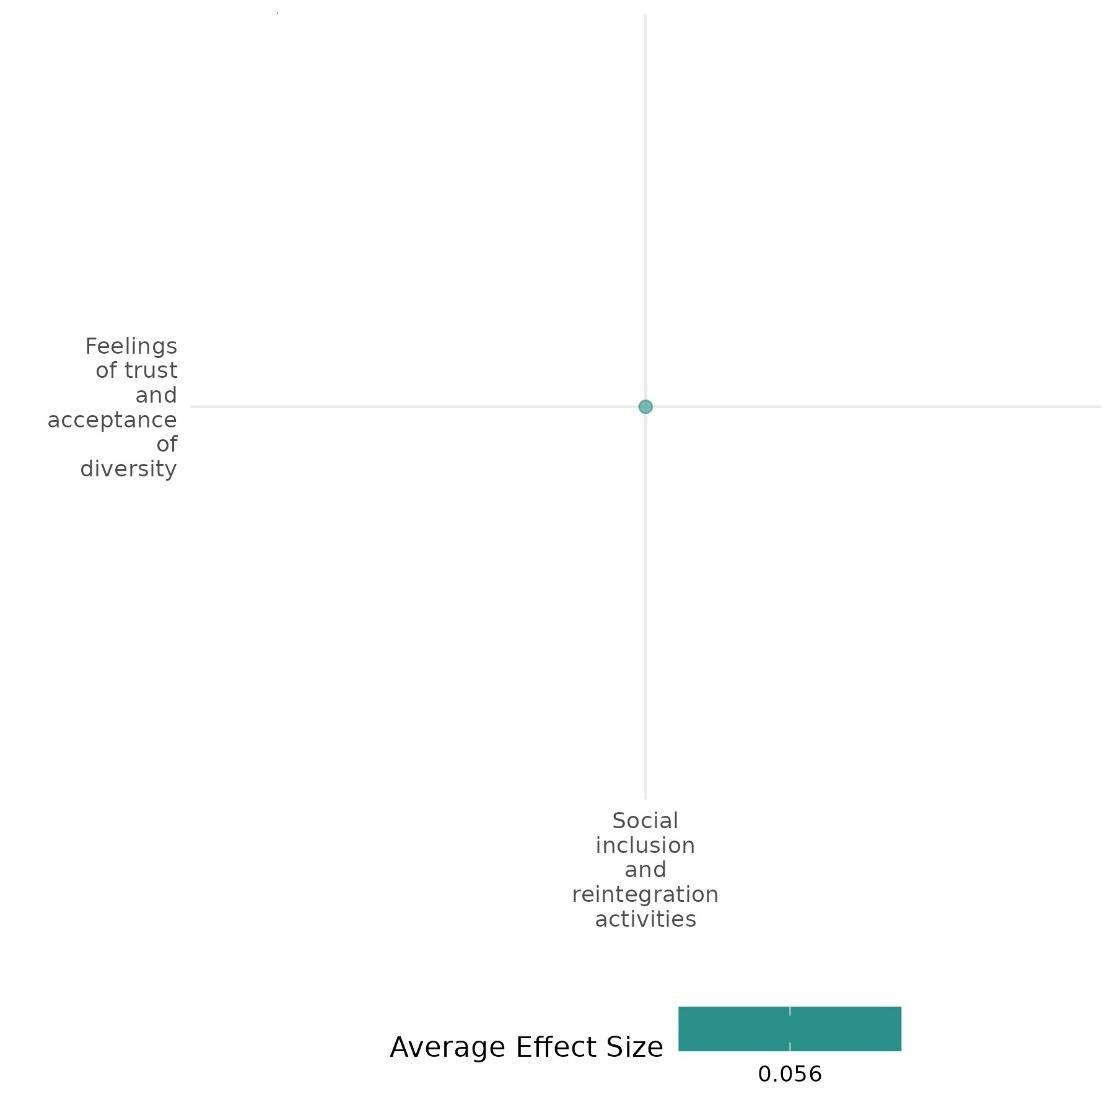 Feelings
of trust
and
acceptance
of
diversity
Social
inclusion
and
reintegration
activities
Average Effect Size
0.056